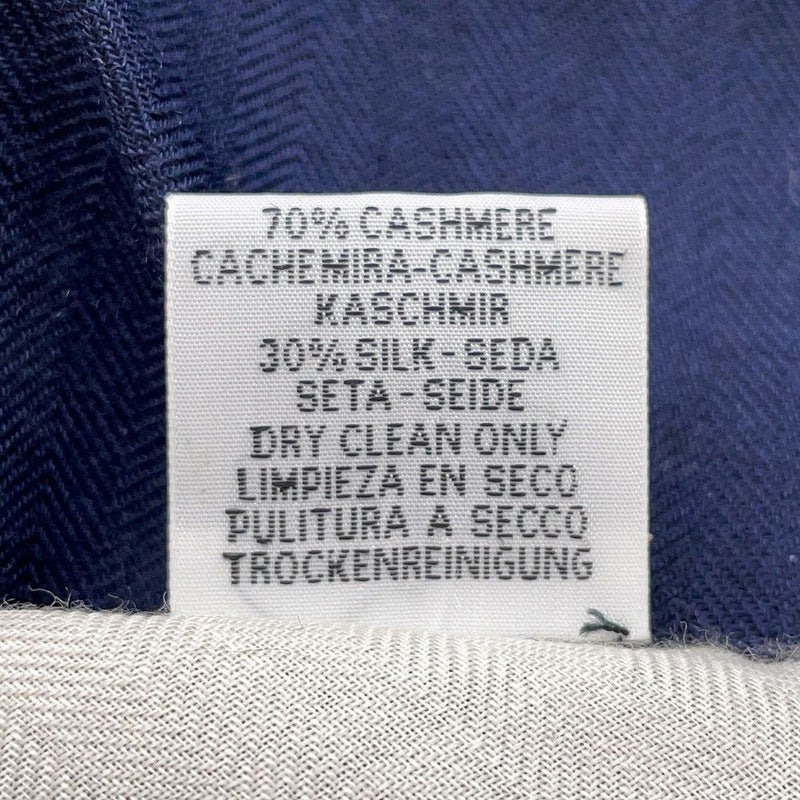 70% CASHMERE
CACHEMIRA-CASHMERE
KASCHMIR
30% SILK-SEDA
SETA-SEIDE
DRY CLEAN ONLY
LIMPIEZA EN SECO
PULITURA A SECCO
TROCKENREINIGUNG